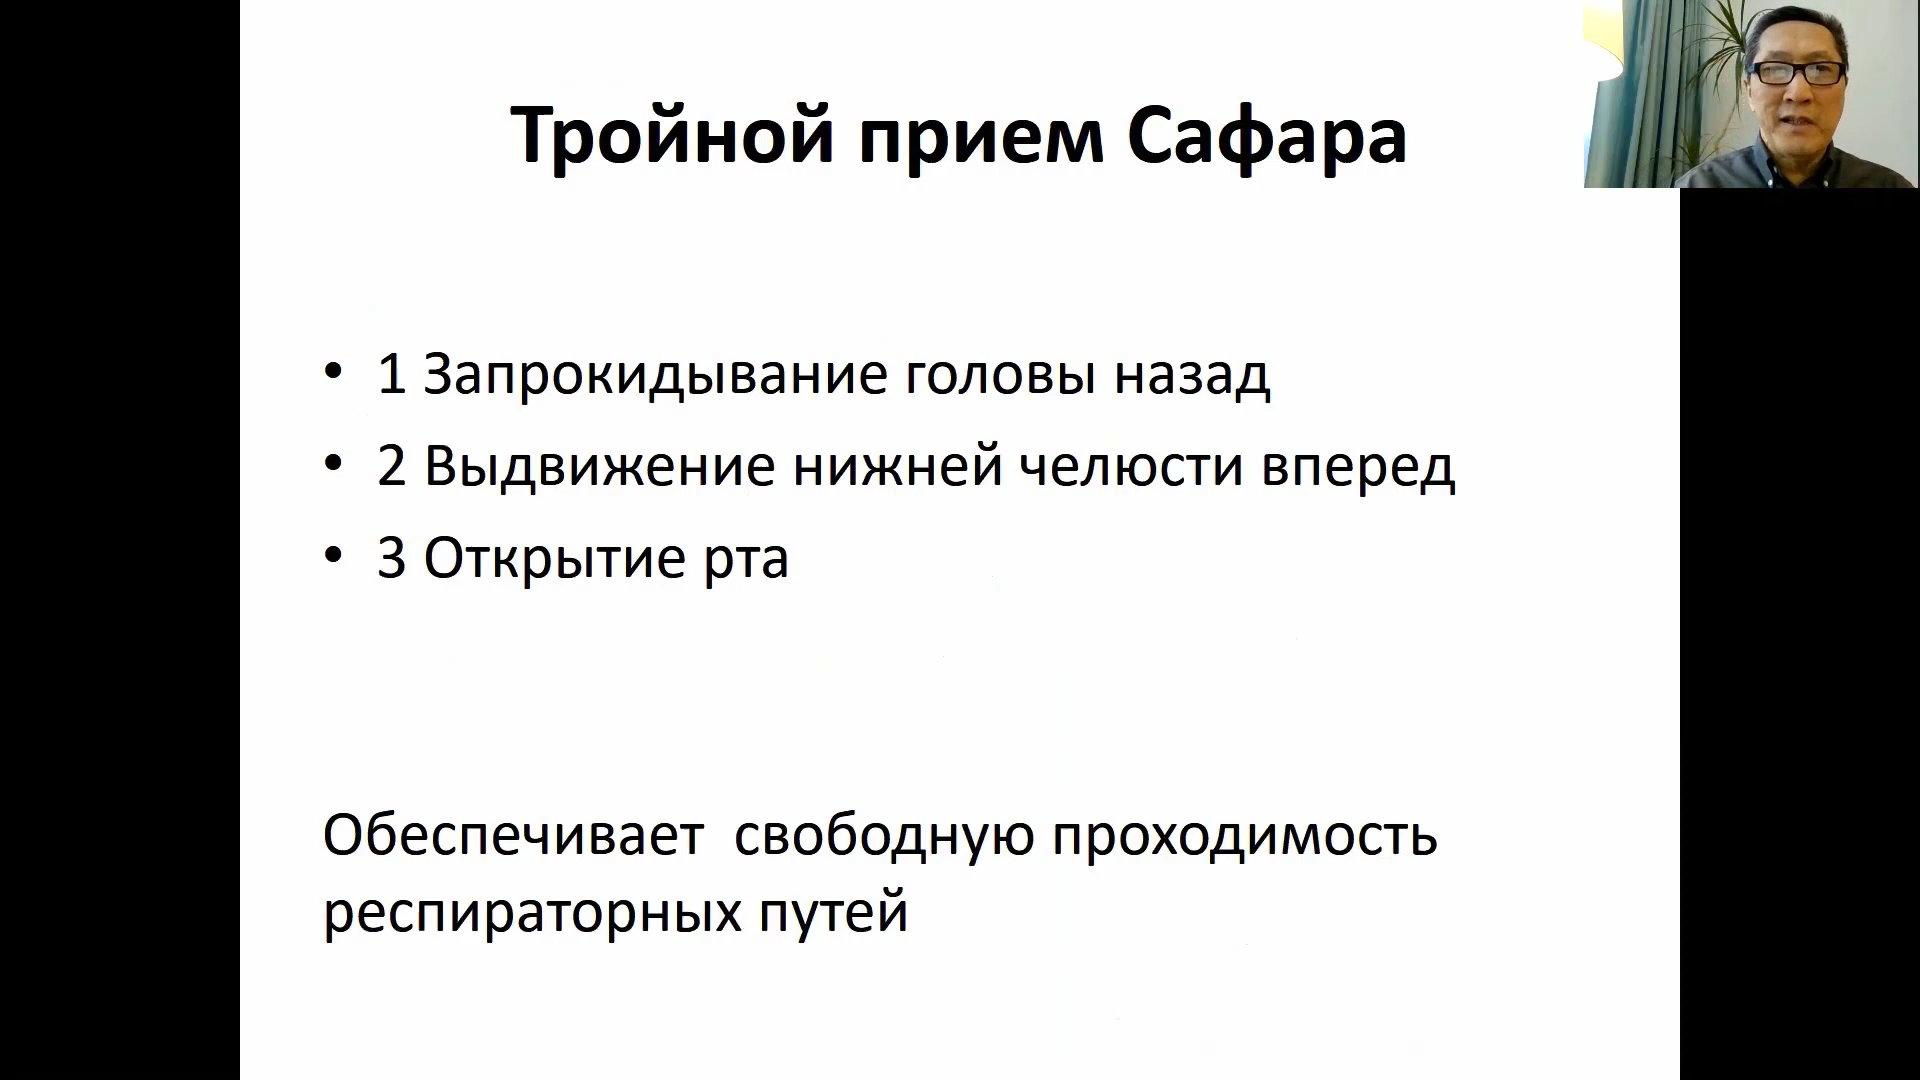 Тройной прием Сафара
• 1 Запрокидывание головы назад
• 2 Выдвижение нижней челюсти вперед
• 3 Открытие рта
Обеспечивает свободную проходимость
респираторных путей